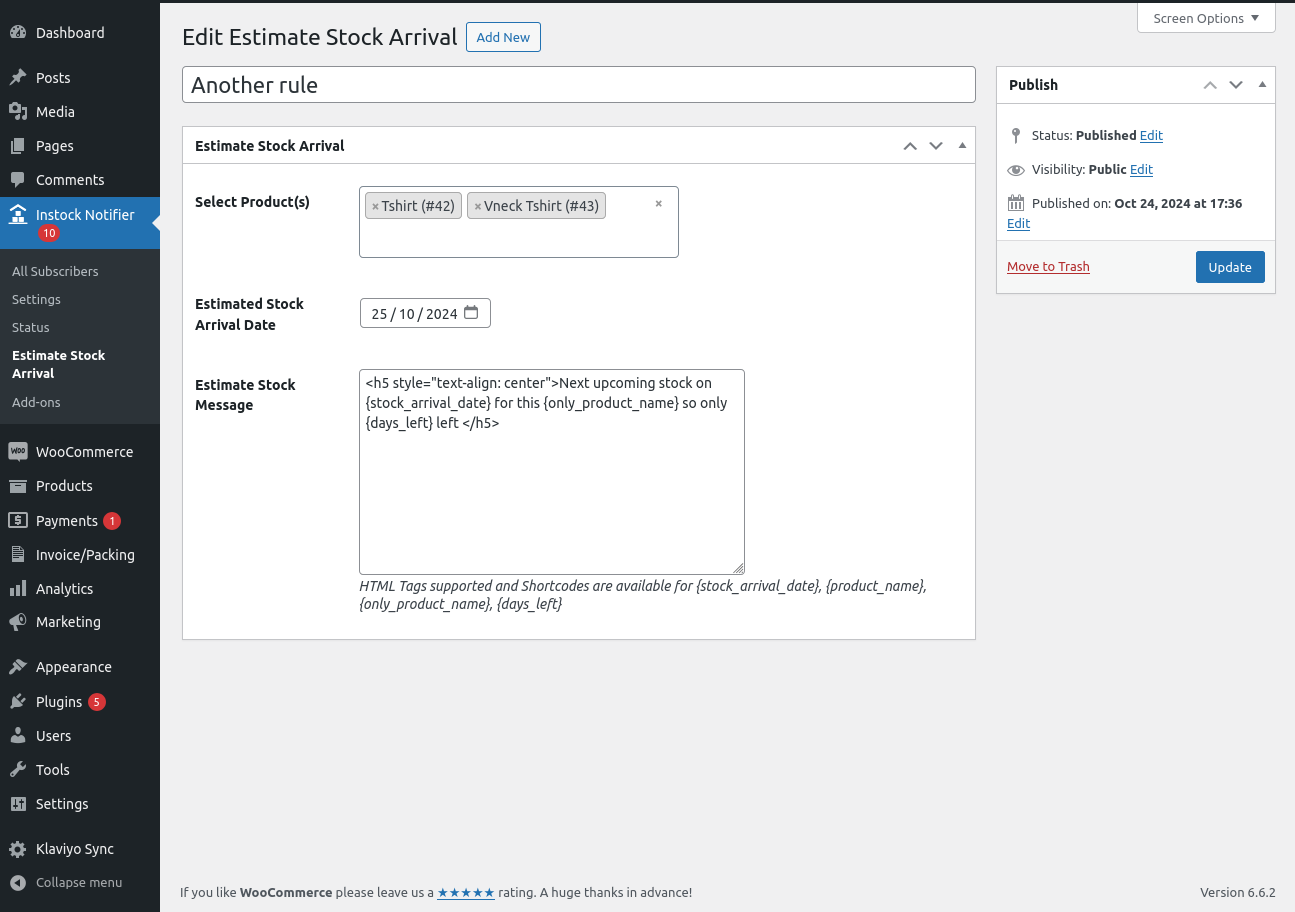 Dashboard
Posts
Media
Pages
Comments
Instock Notifier
10
All Subscribers
Settings
Status
Estimate Stock
Arrival
Add-ons
WOO WooCommerce
Products
Payments 1
Invoice/Packing
Analytics
Marketing
Appearance
Plugins 5
Users
Tools
Settings
Klaviyo Sync
Collapse menu
Screen Options ▼
Edit Estimate Stock Arrival Add New
Another rule
Estimate Stock Arrival
Select Product(s)
× Tshirt (#42) × Vneck Tshirt (#43) ×
Estimated Stock
Arrival Date
25 / 10 / 2024
Estimate Stock
Message
<h5 style="text-align: center">Next upcoming stock on
{stock_arrival_date} for this {only_product_name} so only
{days_left} left </h5>
HTML Tags supported and Shortcodes are available for {stock_arrival_date}, {product_name},
{only_product_name}, {days_left}
Publish
Status: Published Edit
Visibility: Public Edit
Published on: Oct 24, 2024 at 17:36
Edit
Move to Trash
Update
If you like WooCommerce please leave us a ★★★★★ rating. A huge thanks in advance!
Version 6.6.2